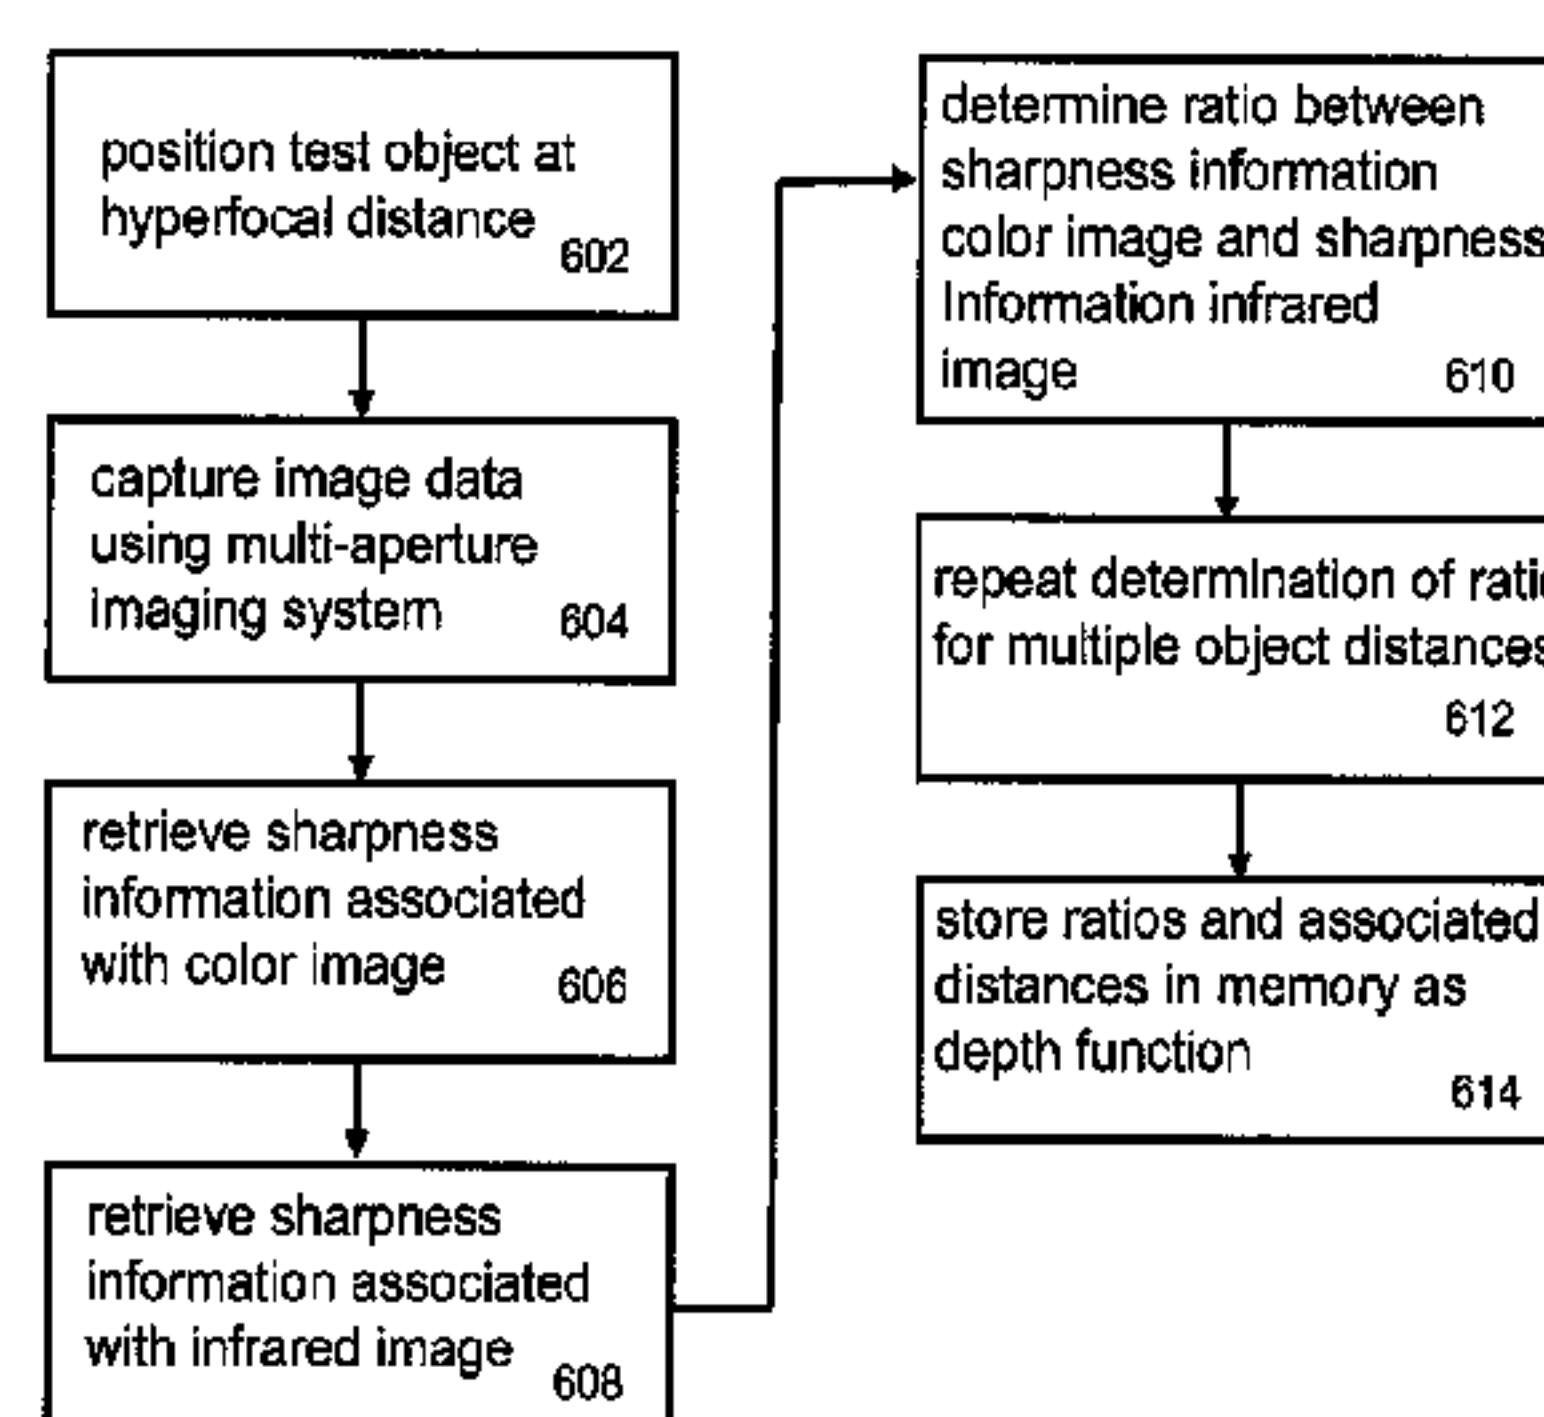 position test object at
hyperfocal distance
602
capture image data
using multi-aperture
imaging system
604
retrieve sharpness
information associated
with color image
606
retrieve sharpness
information associated
with infrared image
608
determine ratio between
sharpness information
color image and sharpness
Information infrared
image
610
repeat determination of
for multiple object distances
612
store ratios and associated
distances in memory as
depth function
614